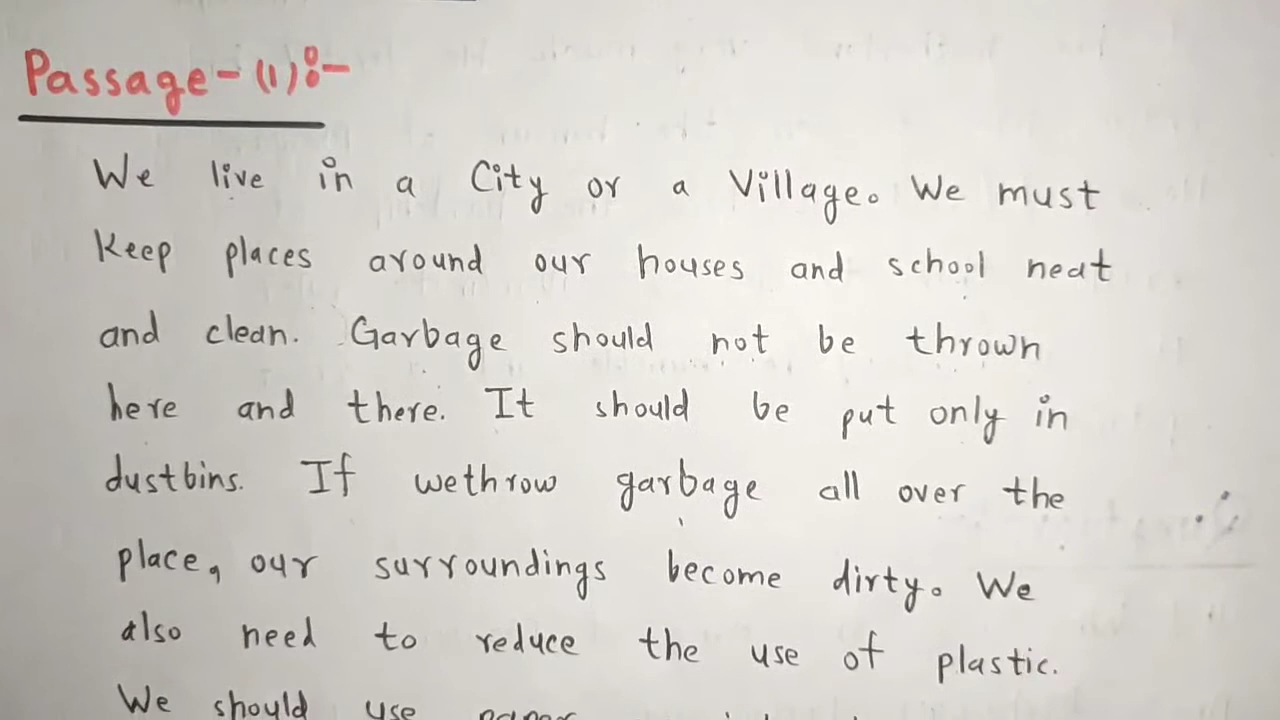 Passage-(1):-
We live in a City or a Village. We must
Keep places around our houses and school neat
and clean. Garbage should not be thrown
here and there. It should be put only in
dustbins. If wethrow garbage all over the
place, our surroundings become dirty. We
also need to reduce the use of plastic.
We should use paper